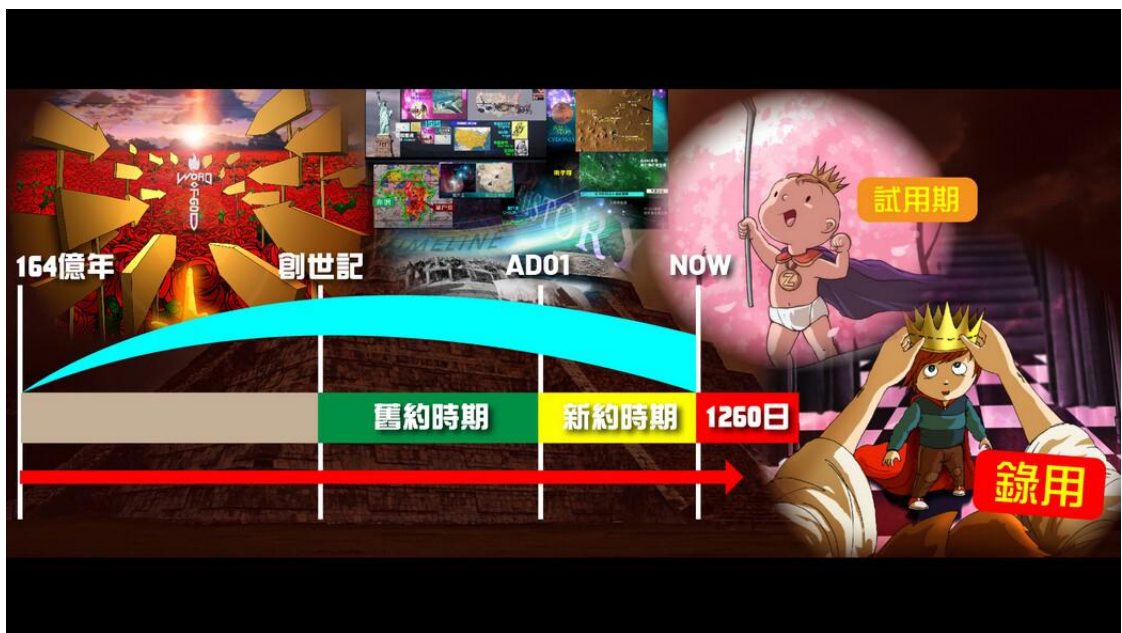 WORD
OF GOD
TIMELINE
HISTORY
試用期
164億年
創世記
AD01
NOW
舊約時期
新約時期
1260日
錄用